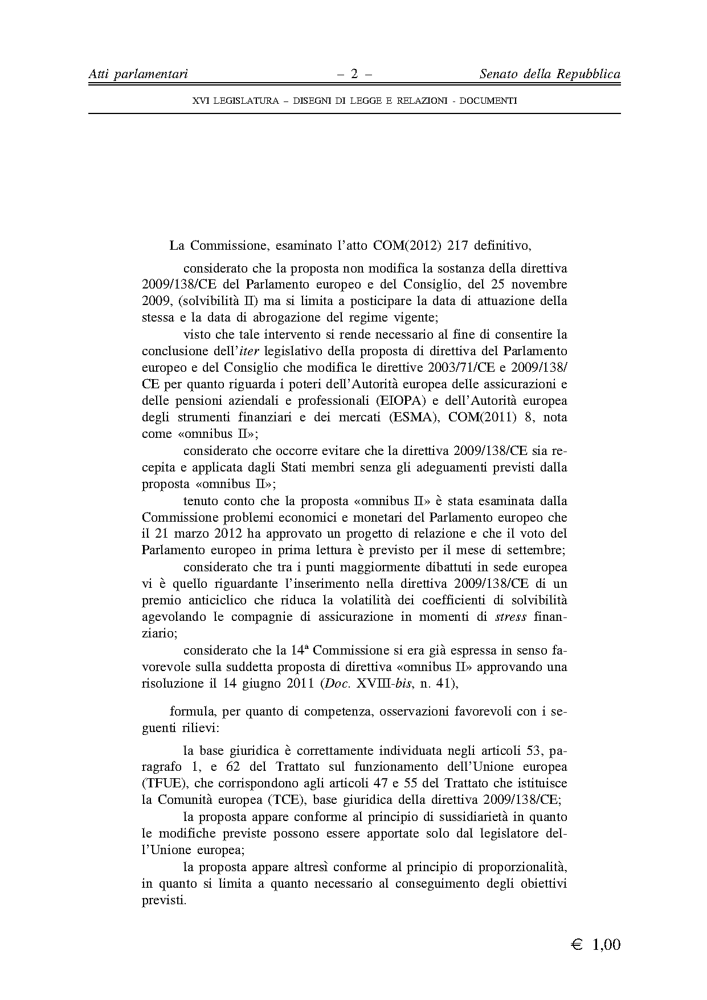 Atti parlamentari – 2 – Senato della Repubblica
XVI LEGISLATURA – DISEGNI DI LEGGE E RELAZIONI - DOCUMENTI
La Commissione, esaminato l’atto COM(2012) 217 definitivo,
considerato che la proposta non modifica la sostanza della direttiva
2009/138/CE del Parlamento europeo e del Consiglio, del 25 novembre
2009, (solvibilità II) ma si limita a posticipare la data di attuazione della
stessa e la data di abrogazione del regime vigente;
visto che tale intervento si rende necessario al fine di consentire la
conclusione dell’iter legislativo della proposta di direttiva del Parlamento
europeo e del Consiglio che modifica le direttive 2003/71/CE e 2009/138/
CE per quanto riguarda i poteri dell’Autorità europea delle assicurazioni e
delle pensioni aziendali e professionali (EIOPA) e dell’Autorità europea
degli strumenti finanziari e dei mercati (ESMA), COM(2011) 8, nota
come «omnibus II»;
considerato che occorre evitare che la direttiva 2009/138/CE sia re-
cepita e applicata dagli Stati membri senza gli adeguamenti previsti dalla
proposta «omnibus II»;
tenuto conto che la proposta «omnibus II» è stata esaminata dalla
Commissione problemi economici e monetari del Parlamento europeo che
il 21 marzo 2012 ha approvato un progetto di relazione e che il voto del
Parlamento europeo in prima lettura è previsto per il mese di settembre;
considerato che tra i punti maggiormente dibattuti in sede europea
vi è quello riguardante l’inserimento nella direttiva 2009/138/CE di un
premio anticiclico che riduca la volatilità dei coefficienti di solvibilità
agevolando le compagnie di assicurazione in momenti di stress finan-
ziario;
considerato che la 14ª Commissione si era già espressa in senso fa-
vorevole sulla suddetta proposta di direttiva «omnibus II» approvando una
risoluzione il 14 giugno 2011 (Doc. XVIII-bis, n. 41),
formula, per quanto di competenza, osservazioni favorevoli con i se-
guenti rilievi:
la base giuridica è correttamente individuata negli articoli 53, pa-
ragrafo 1, e 62 del Trattato sul funzionamento dell’Unione europea
(TFUE), che corrispondono agli articoli 47 e 55 del Trattato che istituisce
la Comunità europea (TCE), base giuridica della direttiva 2009/138/CE;
la proposta appare conforme al principio di sussidiarietà in quanto
le modifiche previste possono essere apportate solo dal legislatore del-
l’Unione europea;
la proposta appare altresì conforme al principio di proporzionalità,
in quanto si limita a quanto necessario al conseguimento degli obiettivi
previsti.
€ 1,00